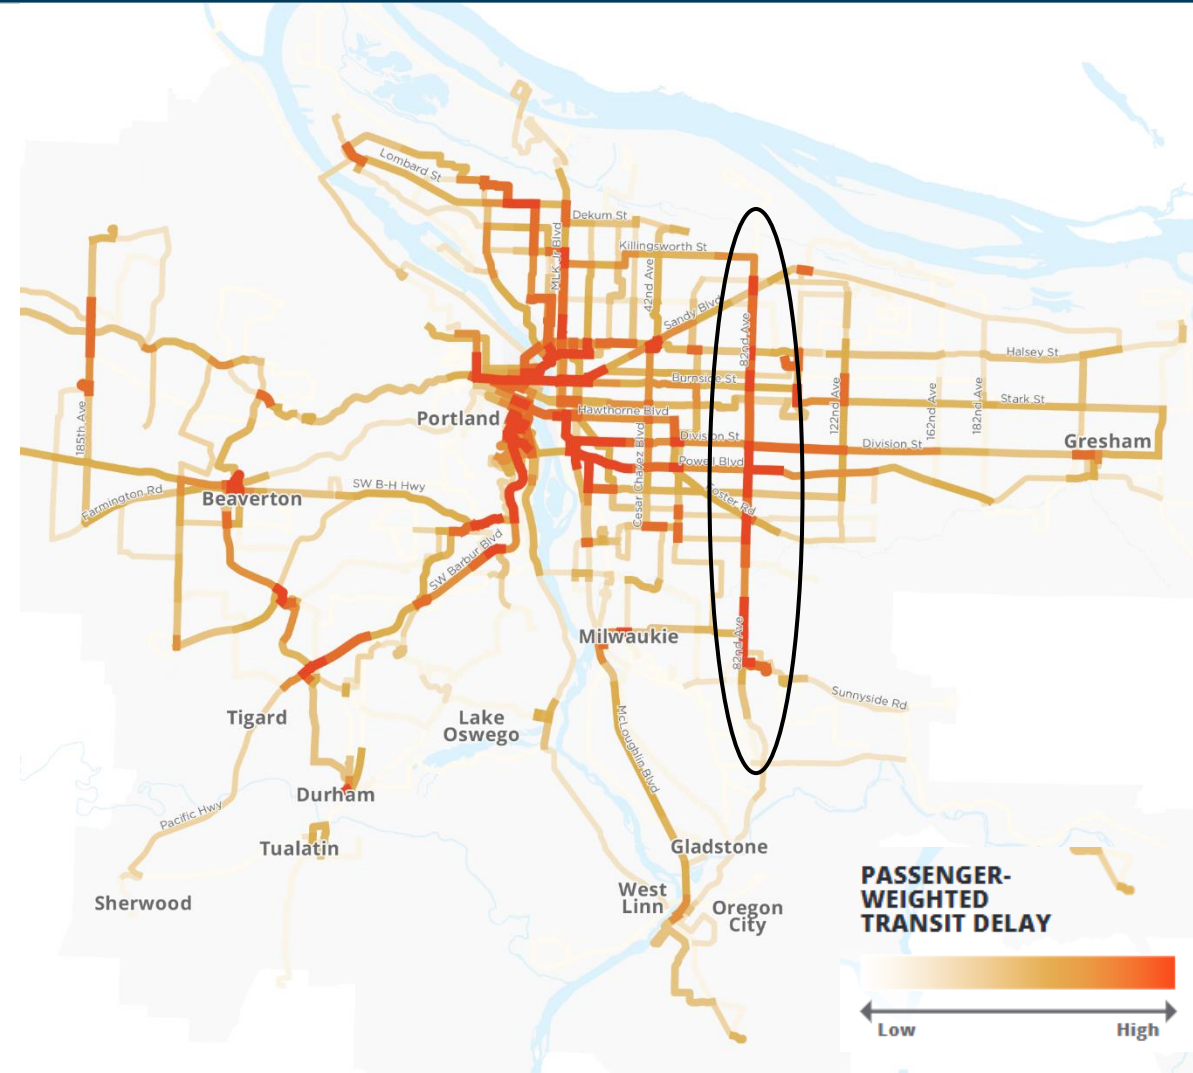 Lombard St
Dekum St
MLK Jr Blvd
Killingsworth St
42nd Ave
Sandy Blvd
82nd Ave
Halsey St
Burnside St
185th Ave
Portland
Hawthorne Blvd
122nd Ave
162nd Ave
182nd Ave
Stark St
Cesar Chavez Blvd
Division St
Division St
Gresham
Powell Blvd
Farmington Rd
Beaverton
SW B-H Hwy
Foster Rd
SW Barbur Blvd
Milwaukie
82nd Ave
Sunnyside Rd
Tigard
Lake
Oswego
McLoughlin Blvd
Durham
Pacific Hwy
Tualatin
Gladstone
Sherwood
West
Linn
Oregon
City
PASSENGER-
WEIGHTED
TRANSIT DELAY
Low
High